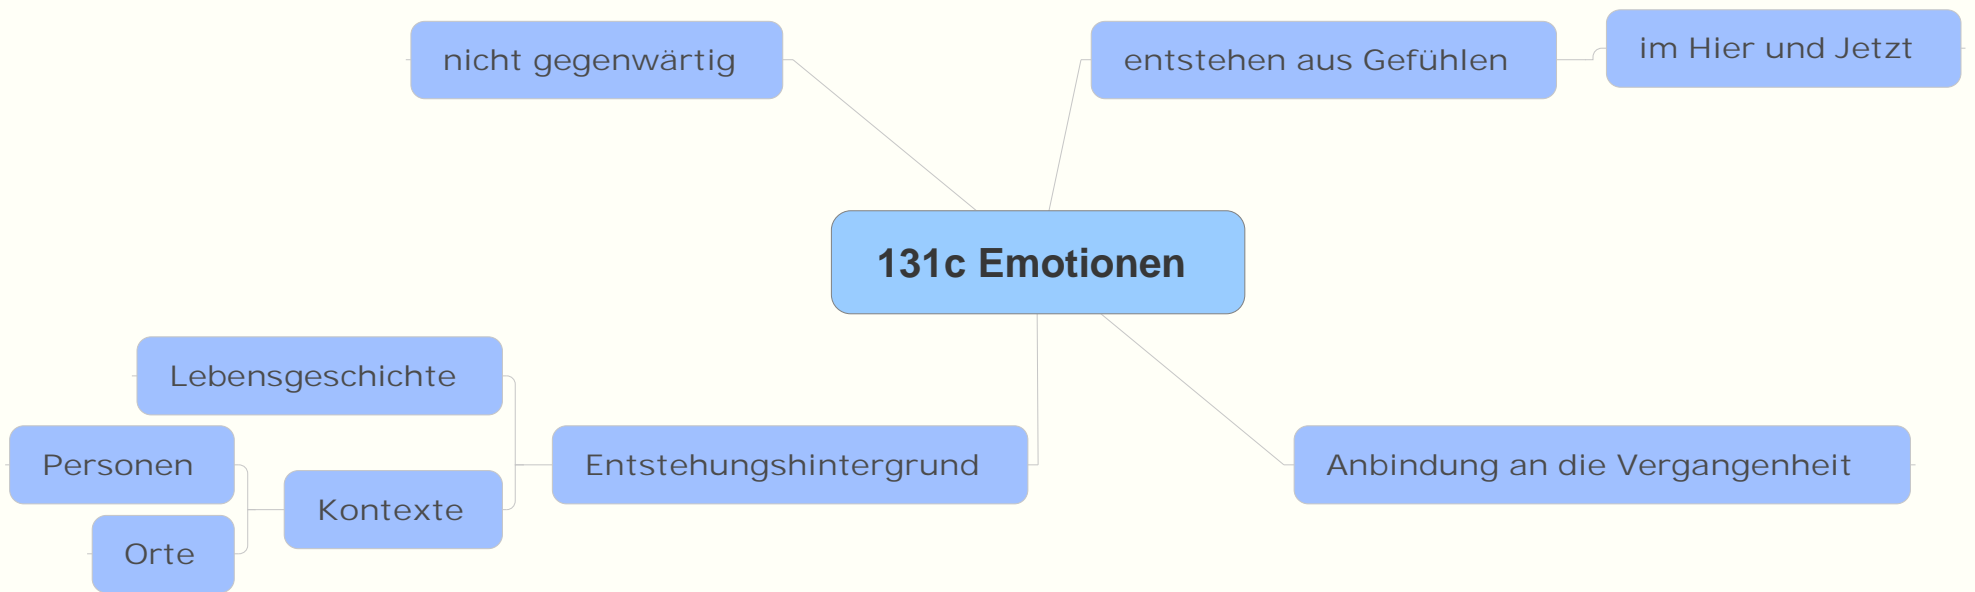 nicht gegenwärtig
entstehen aus Gefühlen
im Hier und Jetzt
131c Emotionen
Lebensgeschichte
Personen
Orte
Kontexte
Entstehungshintergrund
Anbindung an die Vergangenheit